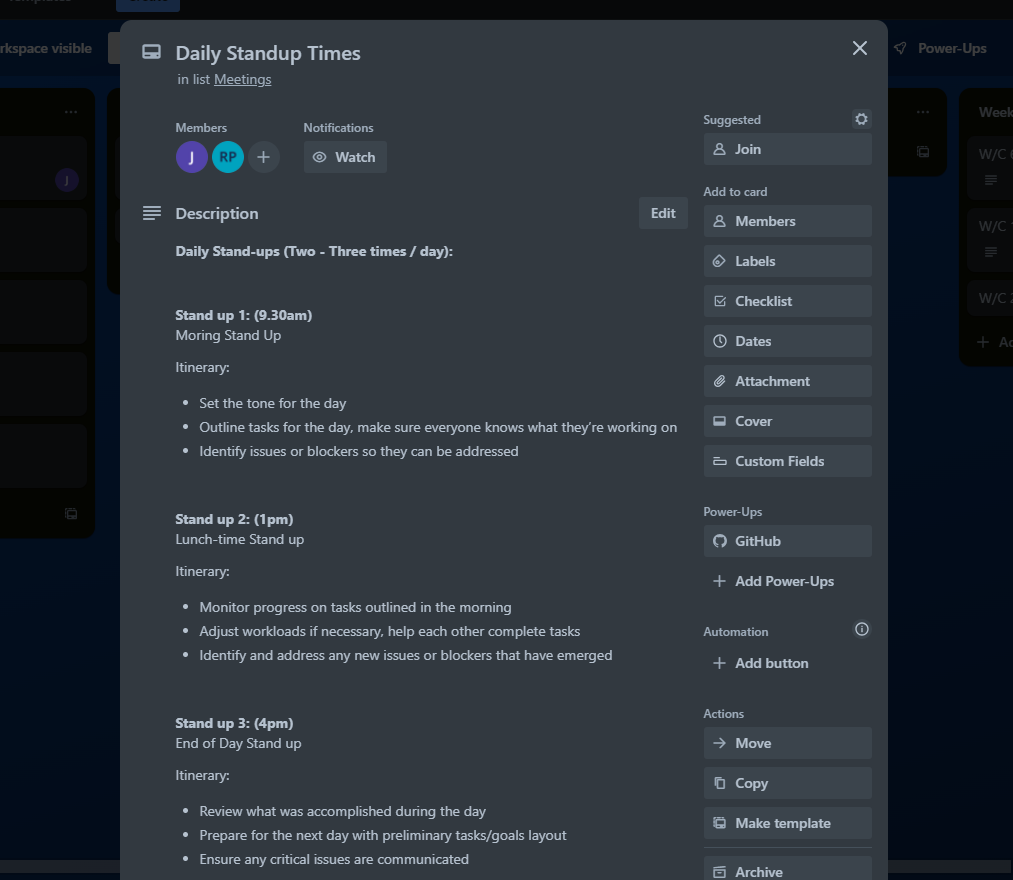 Templates
Create
rkspace visible
Power-Ups
Daily Standup Times
in list Meetings
Members
Notifications
J
RP
Watch
Description
Edit
Daily Stand-ups (Two - Three times / day):
Stand up 1: (9.30am)
Moring Stand Up
Itinerary:
Set the tone for the day
Outline tasks for the day, make sure everyone knows what they’re working on
Identify issues or blockers so they can be addressed
Stand up 2: (1pm)
Lunch-time Stand up
Itinerary:
Monitor progress on tasks outlined in the morning
Adjust workloads if necessary, help each other complete tasks
Identify and address any new issues or blockers that have emerged
Stand up 3: (4pm)
End of Day Stand up
Itinerary:
Review what was accomplished during the day
Prepare for the next day with preliminary tasks/goals layout
Ensure any critical issues are communicated
Suggested
Join
Add to card
Members
Labels
Checklist
Dates
Attachment
Cover
Custom Fields
Power-Ups
GitHub
Add Power-Ups
Automation
Add button
Actions
Move
Copy
Make template
Archive
J
Week
W/C
W/C
W/C